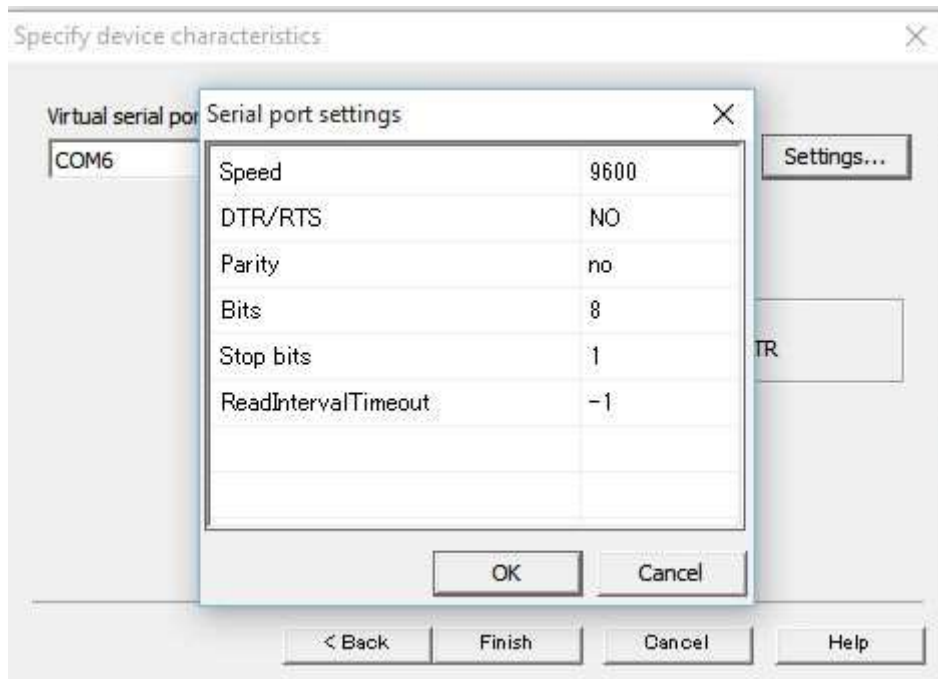 Specify device characteristics
Virtual serial por
COM6
Settings...
TR
Serial port settings
Speed 9600
DTR/RTS NO
Parity no
Bits 8
Stop bits 1
ReadIntervalTimeout -1
OK Cancel
< Back Finish Cancel Help